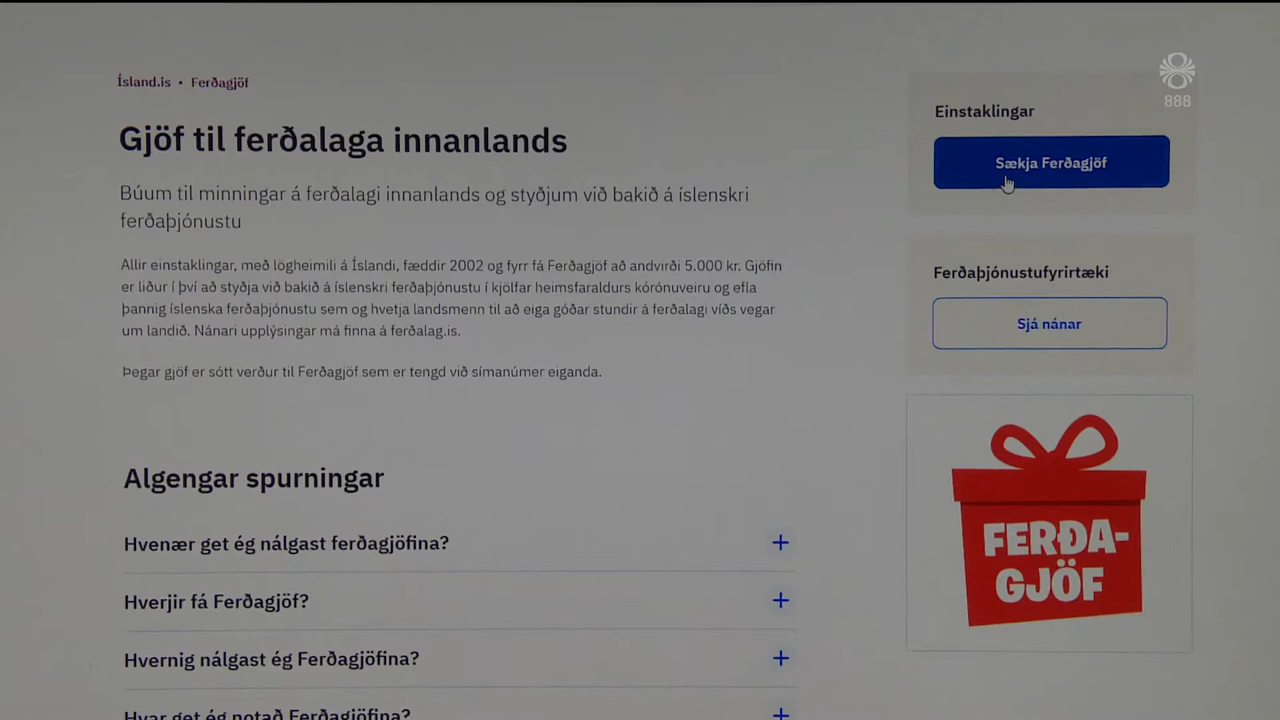 Ísland.is • Ferðagjöf
Gjöf til ferðalaga innanlands
Búum til minningar á ferðalagi innanlands og styðjum við bakið á íslenskri
ferðaþjónustu
Allir einstaklingar, með lögheimili á Íslandi, fæddir 2002 og fyrr fá Ferðagjöf að andvirði 5.000 kr. Gjöfin
er liður í því að styðja við bakið á íslenskri ferðaþjónustu í kjölfar heimsfaraldurs kórónuveiru og efla
þannig íslenska ferðaþjónustu sem og hvetja landsmenn til að eiga góðar stundir á ferðalagi víðs vegar
um landið. Nánari upplýsingar má finna á ferðalag.is.
Þegar gjöf er sótt verður til Ferðagjöf sem er tengd við símanúmer eiganda.
Algengar spurningar
Hvenær get ég nálgast ferðagjöfina?
Hverjir fá Ferðagjöf?
Hvernig nálgast ég Ferðagjöfina?
Hvar get ég notað Ferðagjöfina?
888
Einstaklingar
Sækja Ferðagjöf
Ferðaþjónustufyrirtæki
Sjá nánar
FERÐA-
GJÖF